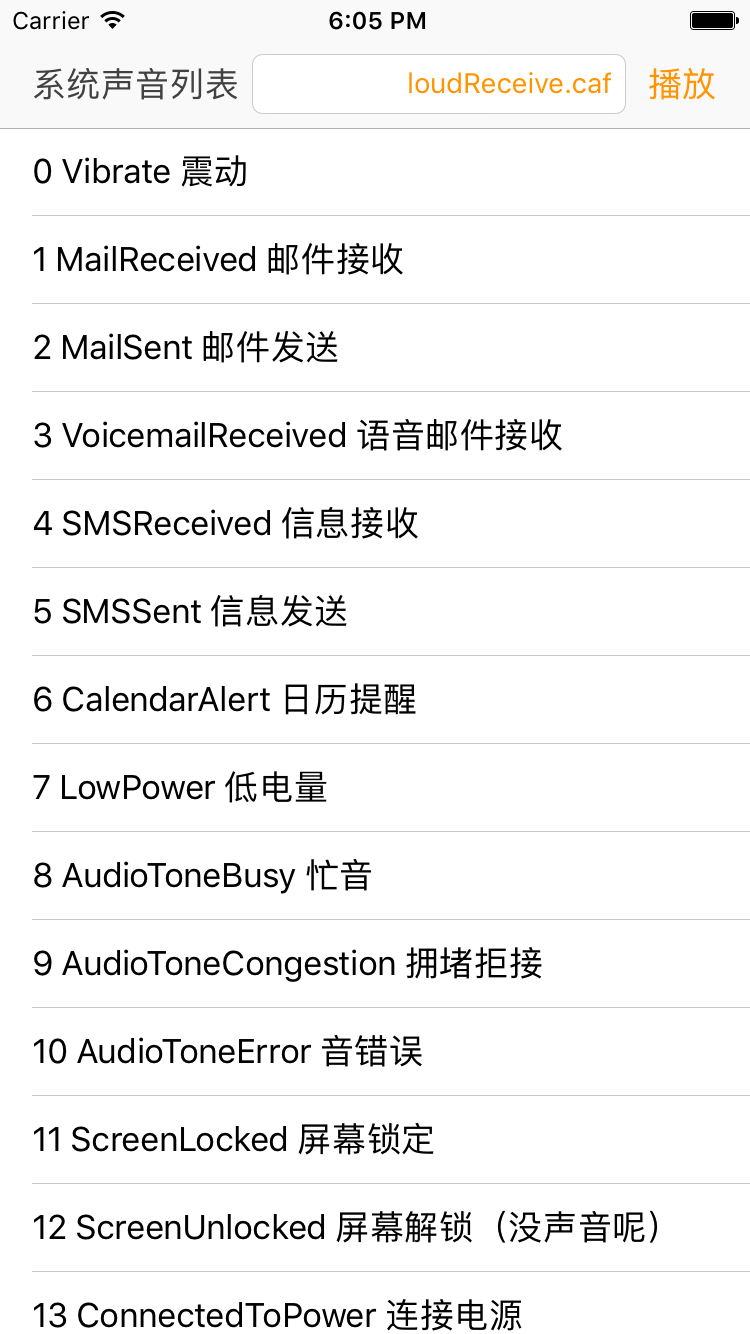 Carrier 6:05 PM
系统声音列表 loudReceive.caf 播放
0 Vibrate 震动
1 MailReceived 邮件接收
2 MailSent 邮件发送
3 VoicemailReceived 语音邮件接收
4 SMSReceived 信息接收
5 SMSSent 信息发送
6 CalendarAlert 日历提醒
7 LowPower 低电量
8 AudioToneBusy 忙音
9 AudioToneCongestion 拥堵拒接
10 AudioToneError 音错误
11 ScreenLocked 屏幕锁定
12 ScreenUnlocked 屏幕解锁（没声音呢）
13 ConnectedToPower 连接电源